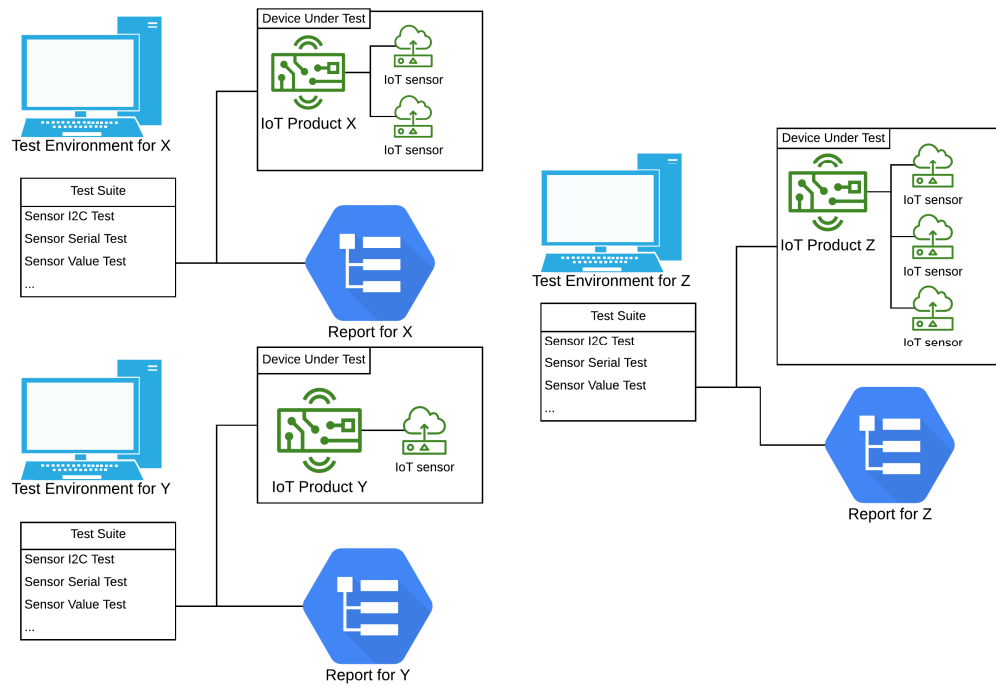 Device Under Test
IoT sensor
IoT Product X
IoT sensor
Test Environment for X
Test Suite
Sensor I2C Test
Sensor Serial Test
Sensor Value Test
...
Report for X
Device Under Test
IoT sensor
IoT Product Y
Test Environment for Y
Test Suite
Sensor I2C Test
Sensor Serial Test
Sensor Value Test
...
Report for Y
Device Under Test
IoT sensor
IoT Product Z
IoT sensor
IoT sensor
Test Environment for Z
Test Suite
Sensor I2C Test
Sensor Serial Test
Sensor Value Test
...
Report for Z